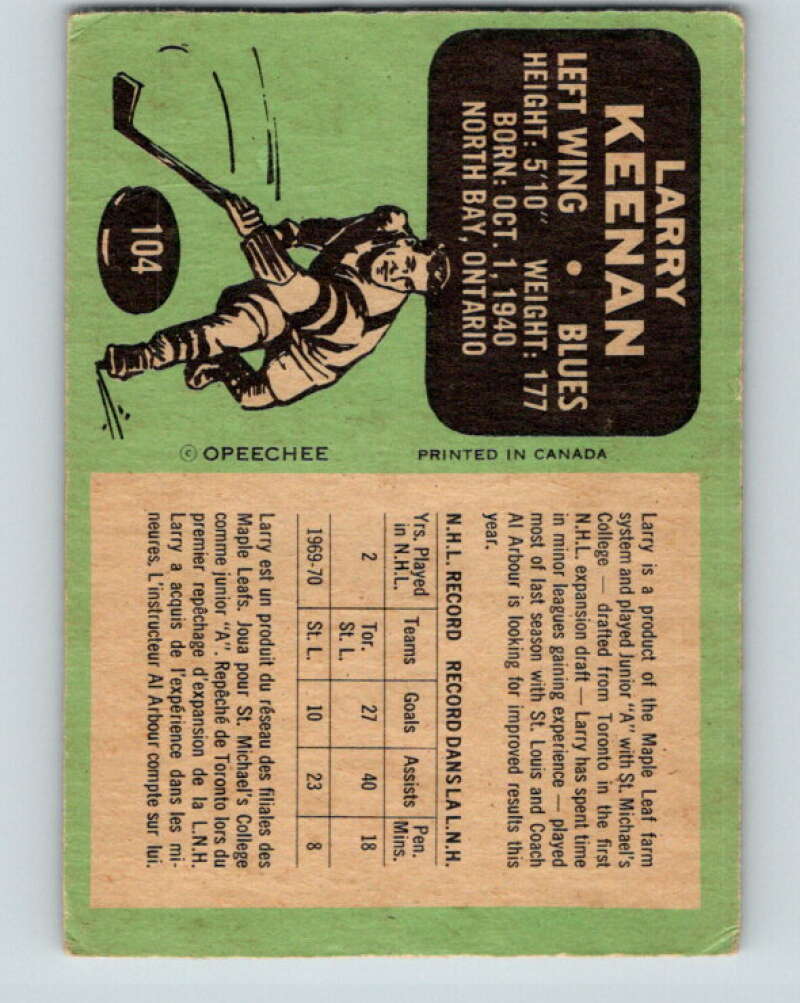 LARRY
KEENAN
LEFT WING • BLUES
HEIGHT: 5'10" WEIGHT: 177
BORN: OCT. 1, 1940
NORTH BAY, ONTARIO
104
© OPEECHEE
PRINTED IN CANADA
Larry is a product of the Maple Leaf farm
system and played Junior "A" with St. Michael's
College — drafted from Toronto in the first
N.H.L. expansion draft — Larry has spent time
in minor leagues gaining experience — played
most of last season with St. Louis and Coach
Al Arbour is looking for improved results this
year.
N.H.L. RECORD RECORD DANS LA L.N.H.
Yrs. Played in N.H.L. Teams Goals Assists Pen. Mins.
2 Tor. St. L. 27 40 18
1969-70 St. L. 10 23 8
Larry est un produit du réseau des filiales des
Maple Leafs. Joua pour St. Michael's College
comme junior "A". Repêché de Toronto lors du
premier repêchage d'expansion de la L.N.H.
Larry a acquis de l'expérience dans les mi-
neures. L'instructeur Al Arbour compte sur lui.